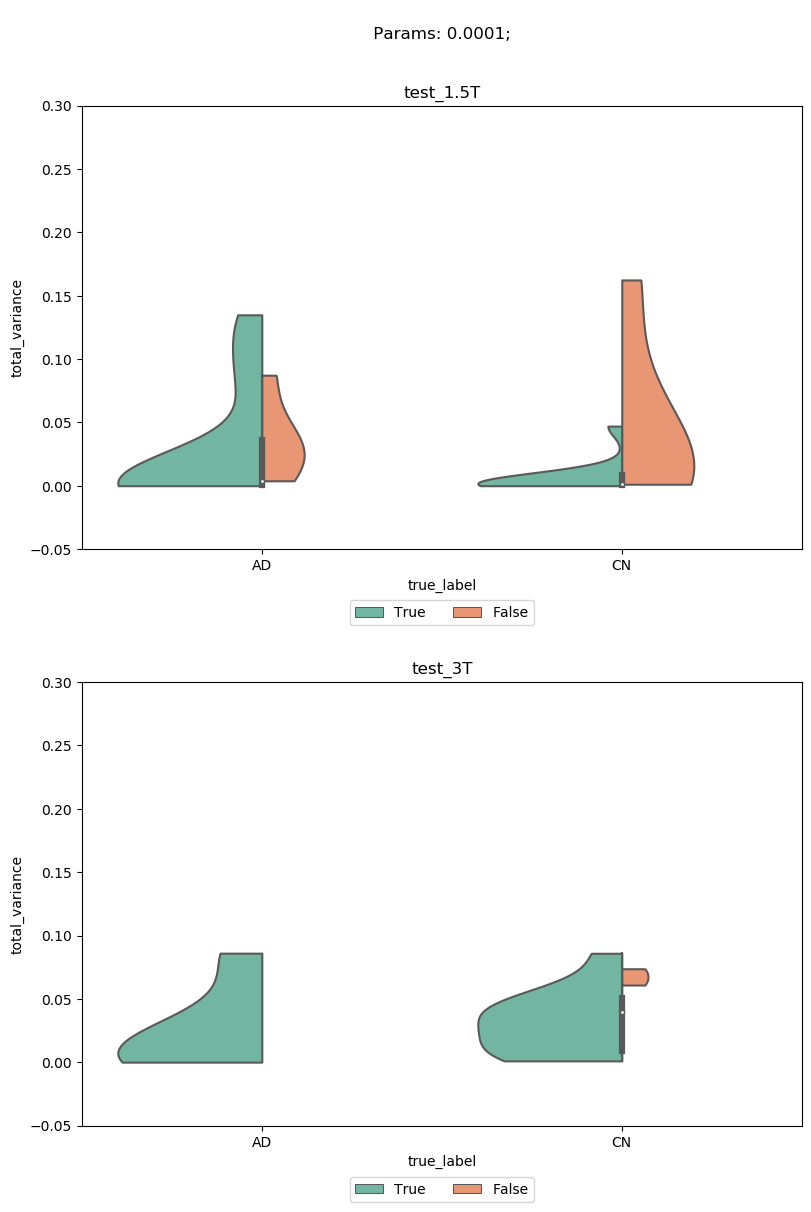 Params: 0.0001;
test_1.5T
0.30
0.25
0.20
0.15
0.10
0.05
0.00
−0.05
total_variance
AD CN
true_label
True False
test_3T
0.30
0.25
0.20
0.15
0.10
0.05
0.00
−0.05
total_variance
AD CN
true_label
True False